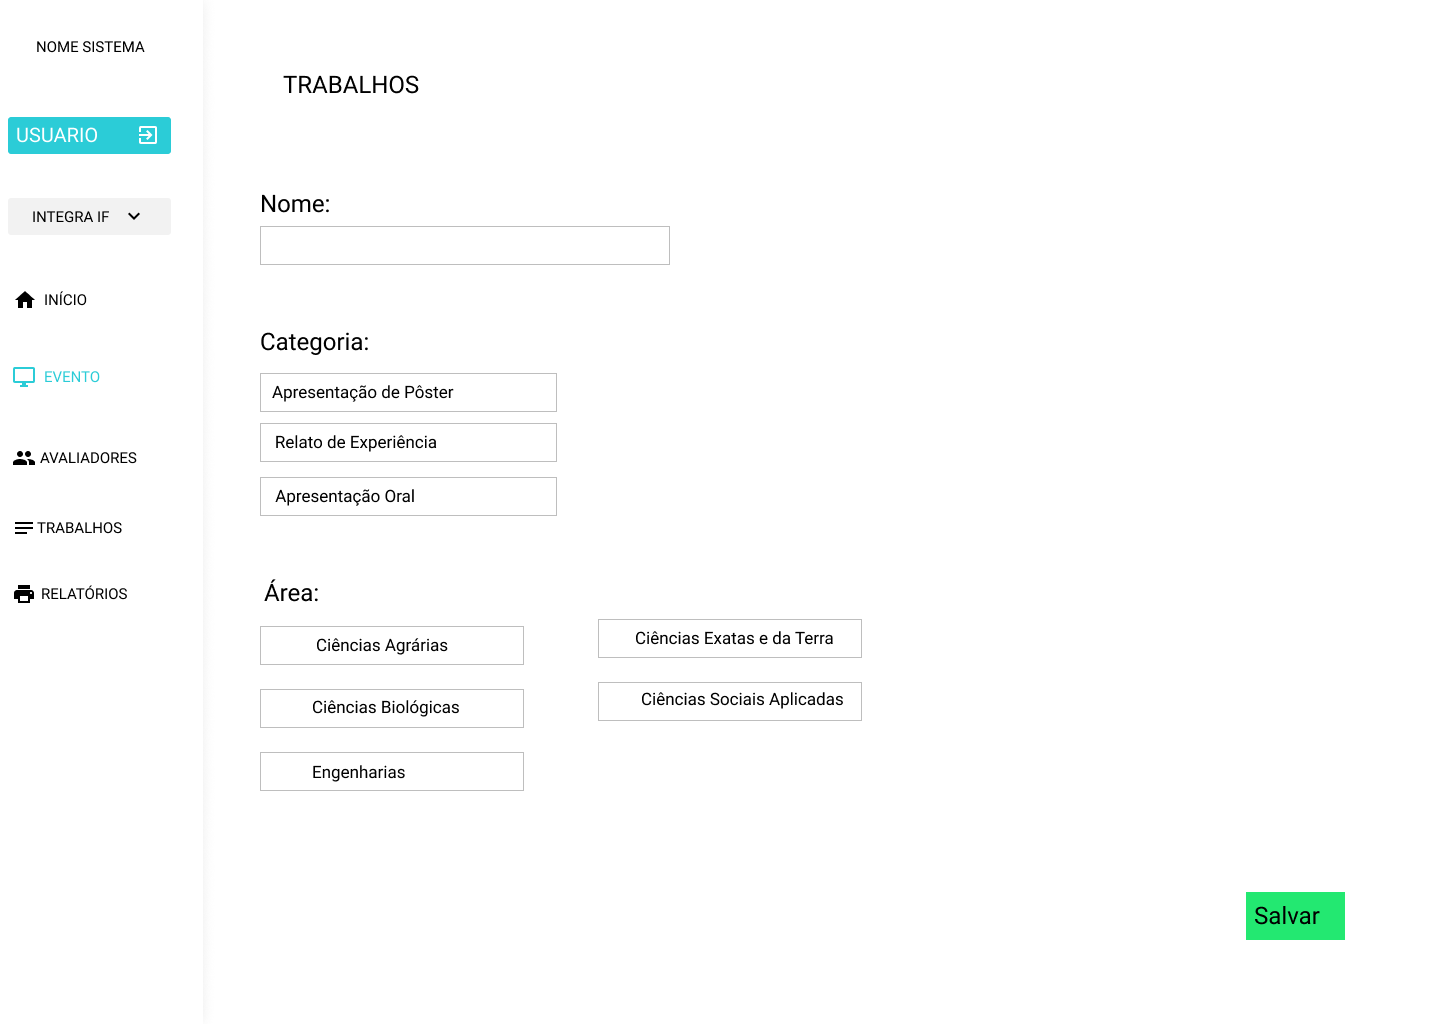 NOME SISTEMA
USUARIO
INTEGRA IF
INÍCIO
EVENTO
AVALIADORES
TRABALHOS
RELATÓRIOS
TRABALHOS
Nome:
Categoria:
Apresentação de Pôster
Relato de Experiência
Apresentação Oral
Área:
Ciências Agrárias
Ciências Exatas e da Terra
Ciências Biológicas
Ciências Sociais Aplicadas
Engenharias
Salvar